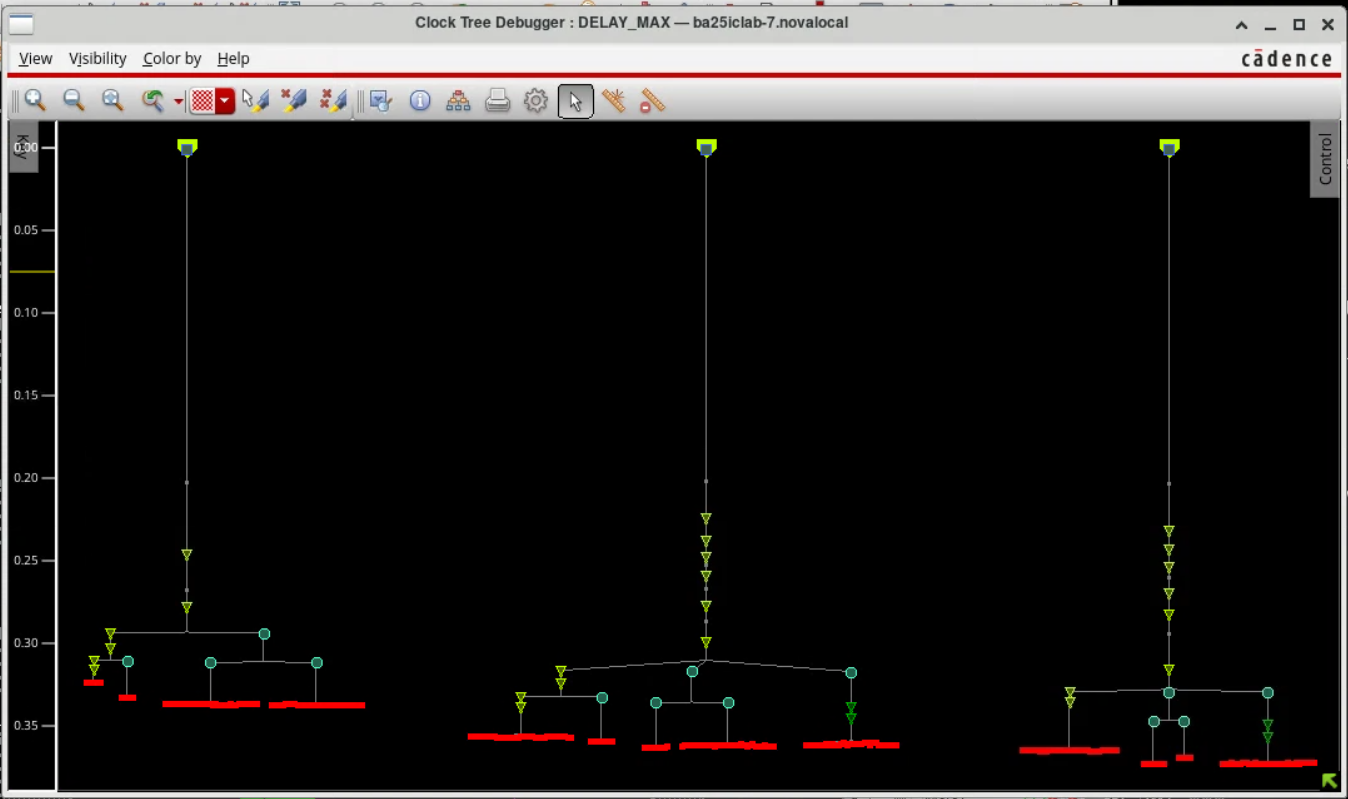 Clock Tree Debugger : DELAY_MAX — ba25iclab-7.novalocal
View Visibility Color by Help
cādence
Key
Control
0.00
0.05
0.10
0.15
0.20
0.25
0.30
0.35